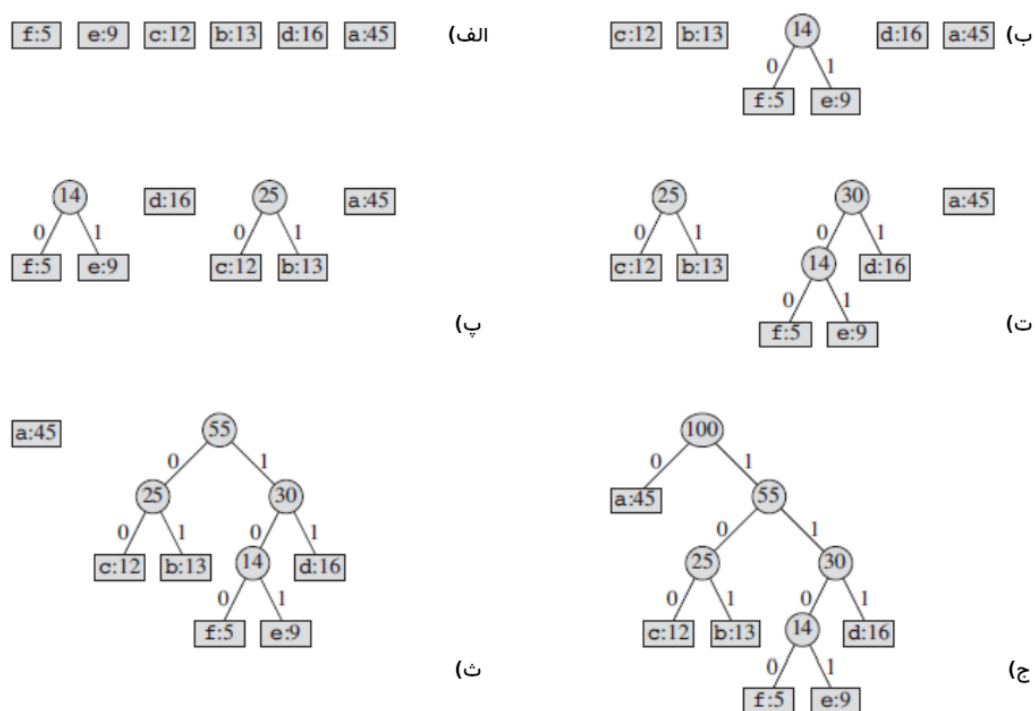 f:5 e:9 c:12 b:13 d:16 a:45 الف)
c:12 b:13 14 d:16 a:45 ب)
0 1
f:5 e:9
14 d:16 25 a:45
0 1 0 1
f:5 e:9 c:12 b:13
پ)
25 30 a:45
0 1 0 1
c:12 b:13 14 d:16
0 1
f:5 e:9
ت)
a:45 55
0 1
25 30
0 1 0 1
c:12 b:13 14 d:16
0 1
f:5 e:9
ث)
100
0 1
a:45 55
0 1
25 30
0 1 0 1
c:12 b:13 14 d:16
0 1
f:5 e:9
ج)